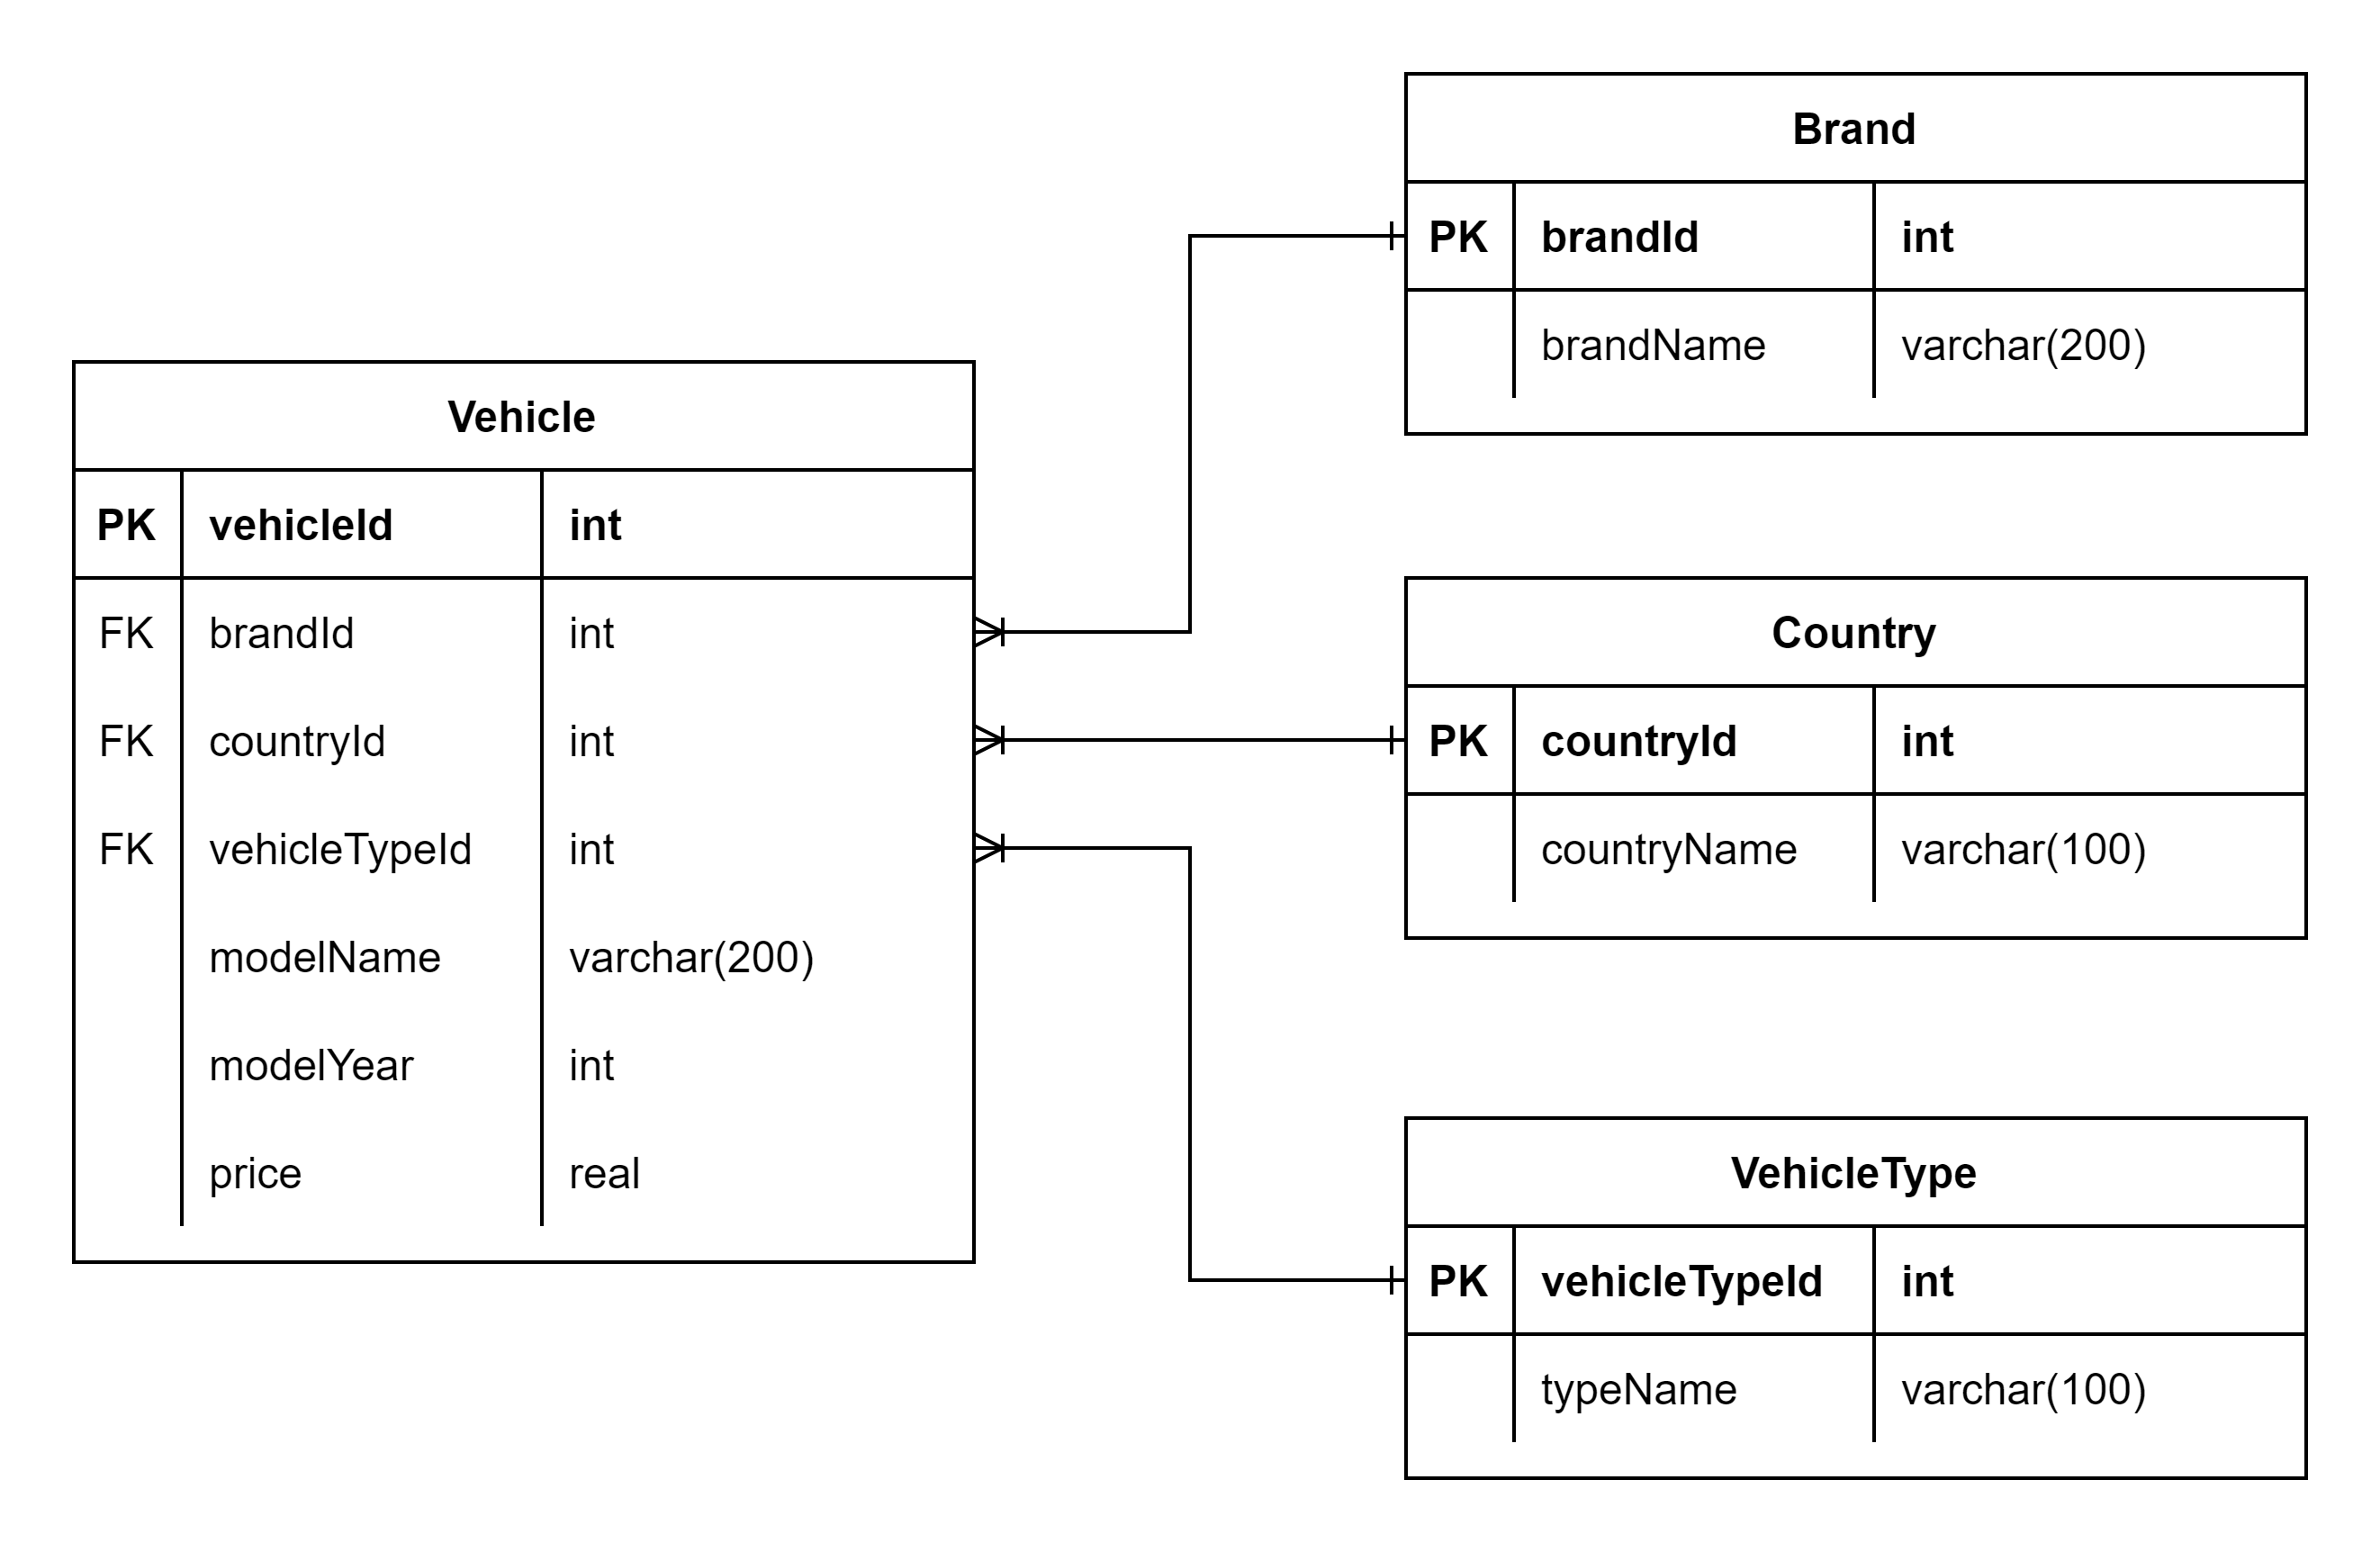 Vehicle
PK vehicleId int
FK brandId int
FK countryId int
FK vehicleTypeId int
modelName varchar(200)
modelYear int
price real
Brand
PK brandId int
brandName varchar(200)
Country
PK countryId int
countryName varchar(100)
VehicleType
PK vehicleTypeId int
typeName varchar(100)